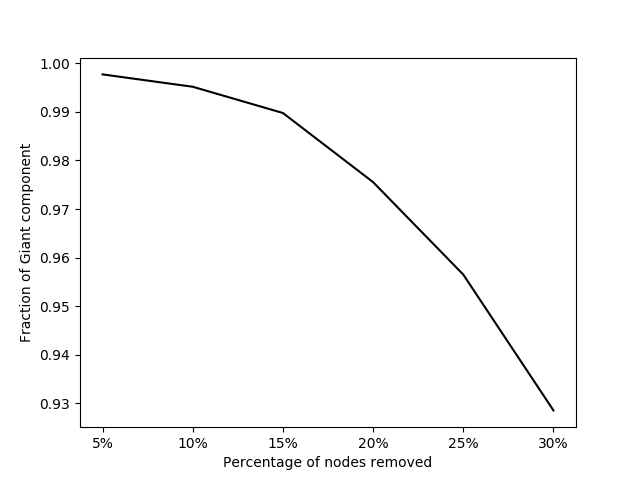 1.00
0.99
0.98
0.97
0.96
0.95
0.94
0.93
Fraction of Giant component
5% 10% 15% 20% 25% 30%
Percentage of nodes removed